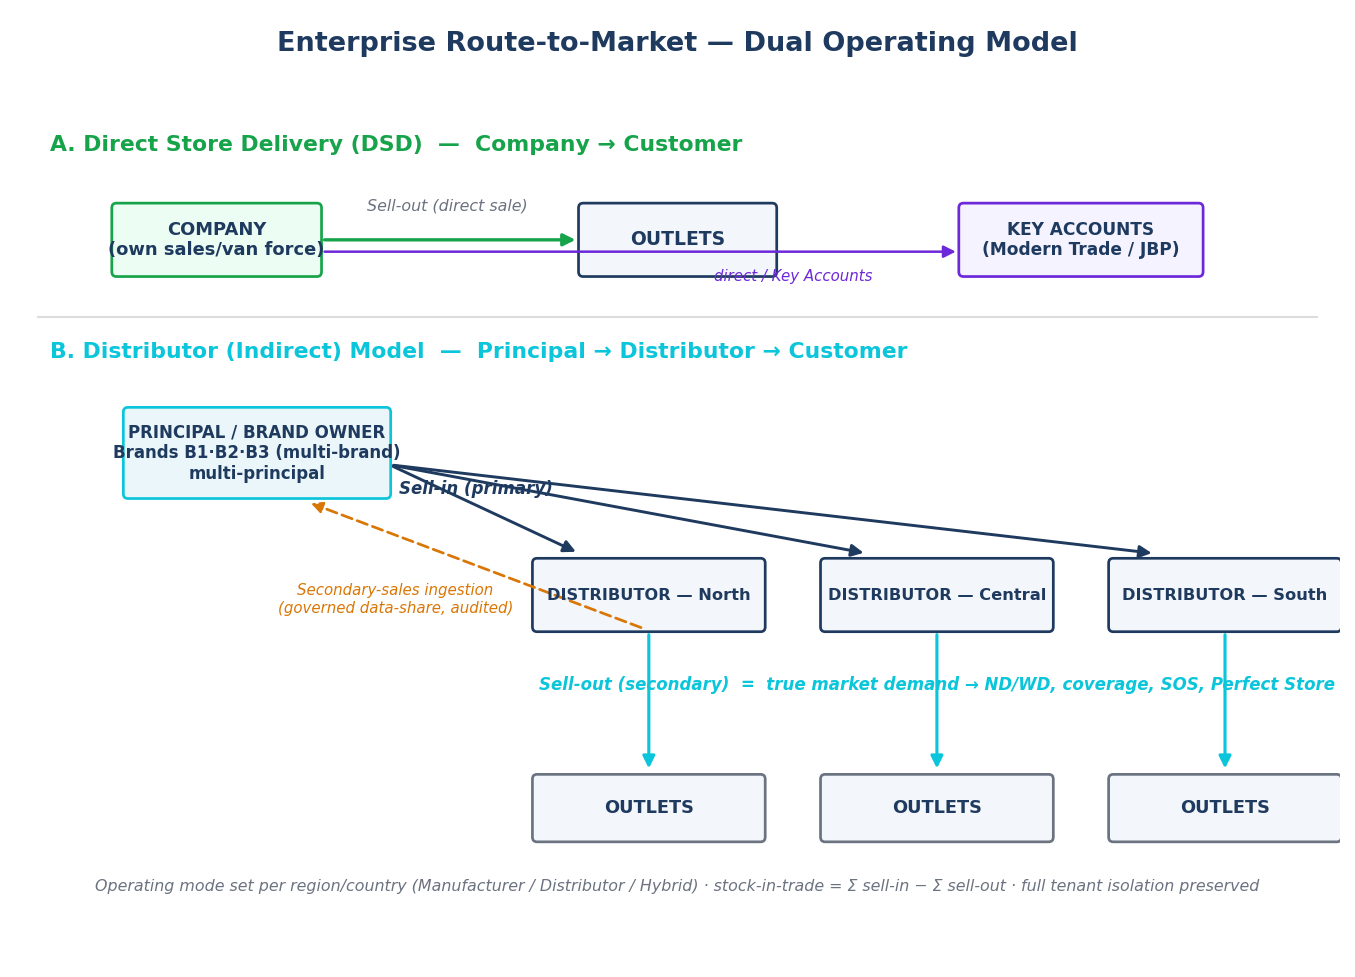 Enterprise Route-to-Market — Dual Operating Model
A. Direct Store Delivery (DSD) — Company → Customer
Sell-out (direct sale)
COMPANY
(own sales/van force)
OUTLETS
KEY ACCOUNTS
(Modern Trade / JBP)
direct / Key Accounts
B. Distributor (Indirect) Model — Principal → Distributor → Customer
PRINCIPAL / BRAND OWNER
Brands B1·B2·B3 (multi-brand)
multi-principal
Sell-in (primary)
Secondary-sales ingestion
(governed data-share, audited)
DISTRIBUTOR — North
DISTRIBUTOR — Central
DISTRIBUTOR — South
Sell-out (secondary) = true market demand → ND/WD, coverage, SOS, Perfect Store
OUTLETS
OUTLETS
OUTLETS
Operating mode set per region/country (Manufacturer / Distributor / Hybrid) · stock-in-trade = Σ sell-in − Σ sell-out · full tenant isolation preserved